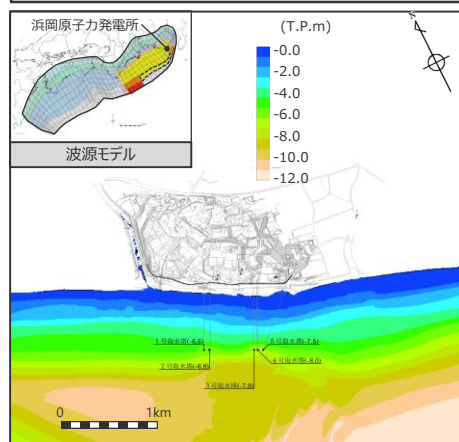 浜岡原子力発電所
波源モデル
(T.P.m)
-0.0
-2.0
-4.0
-6.0
-8.0
-10.0
-12.0
N
1号取水塔(-6.6)
5号取水塔(-7.5)
2号取水塔(-6.8)
4号取水塔(-8.0)
3号取水塔(-7.9)
0 1km